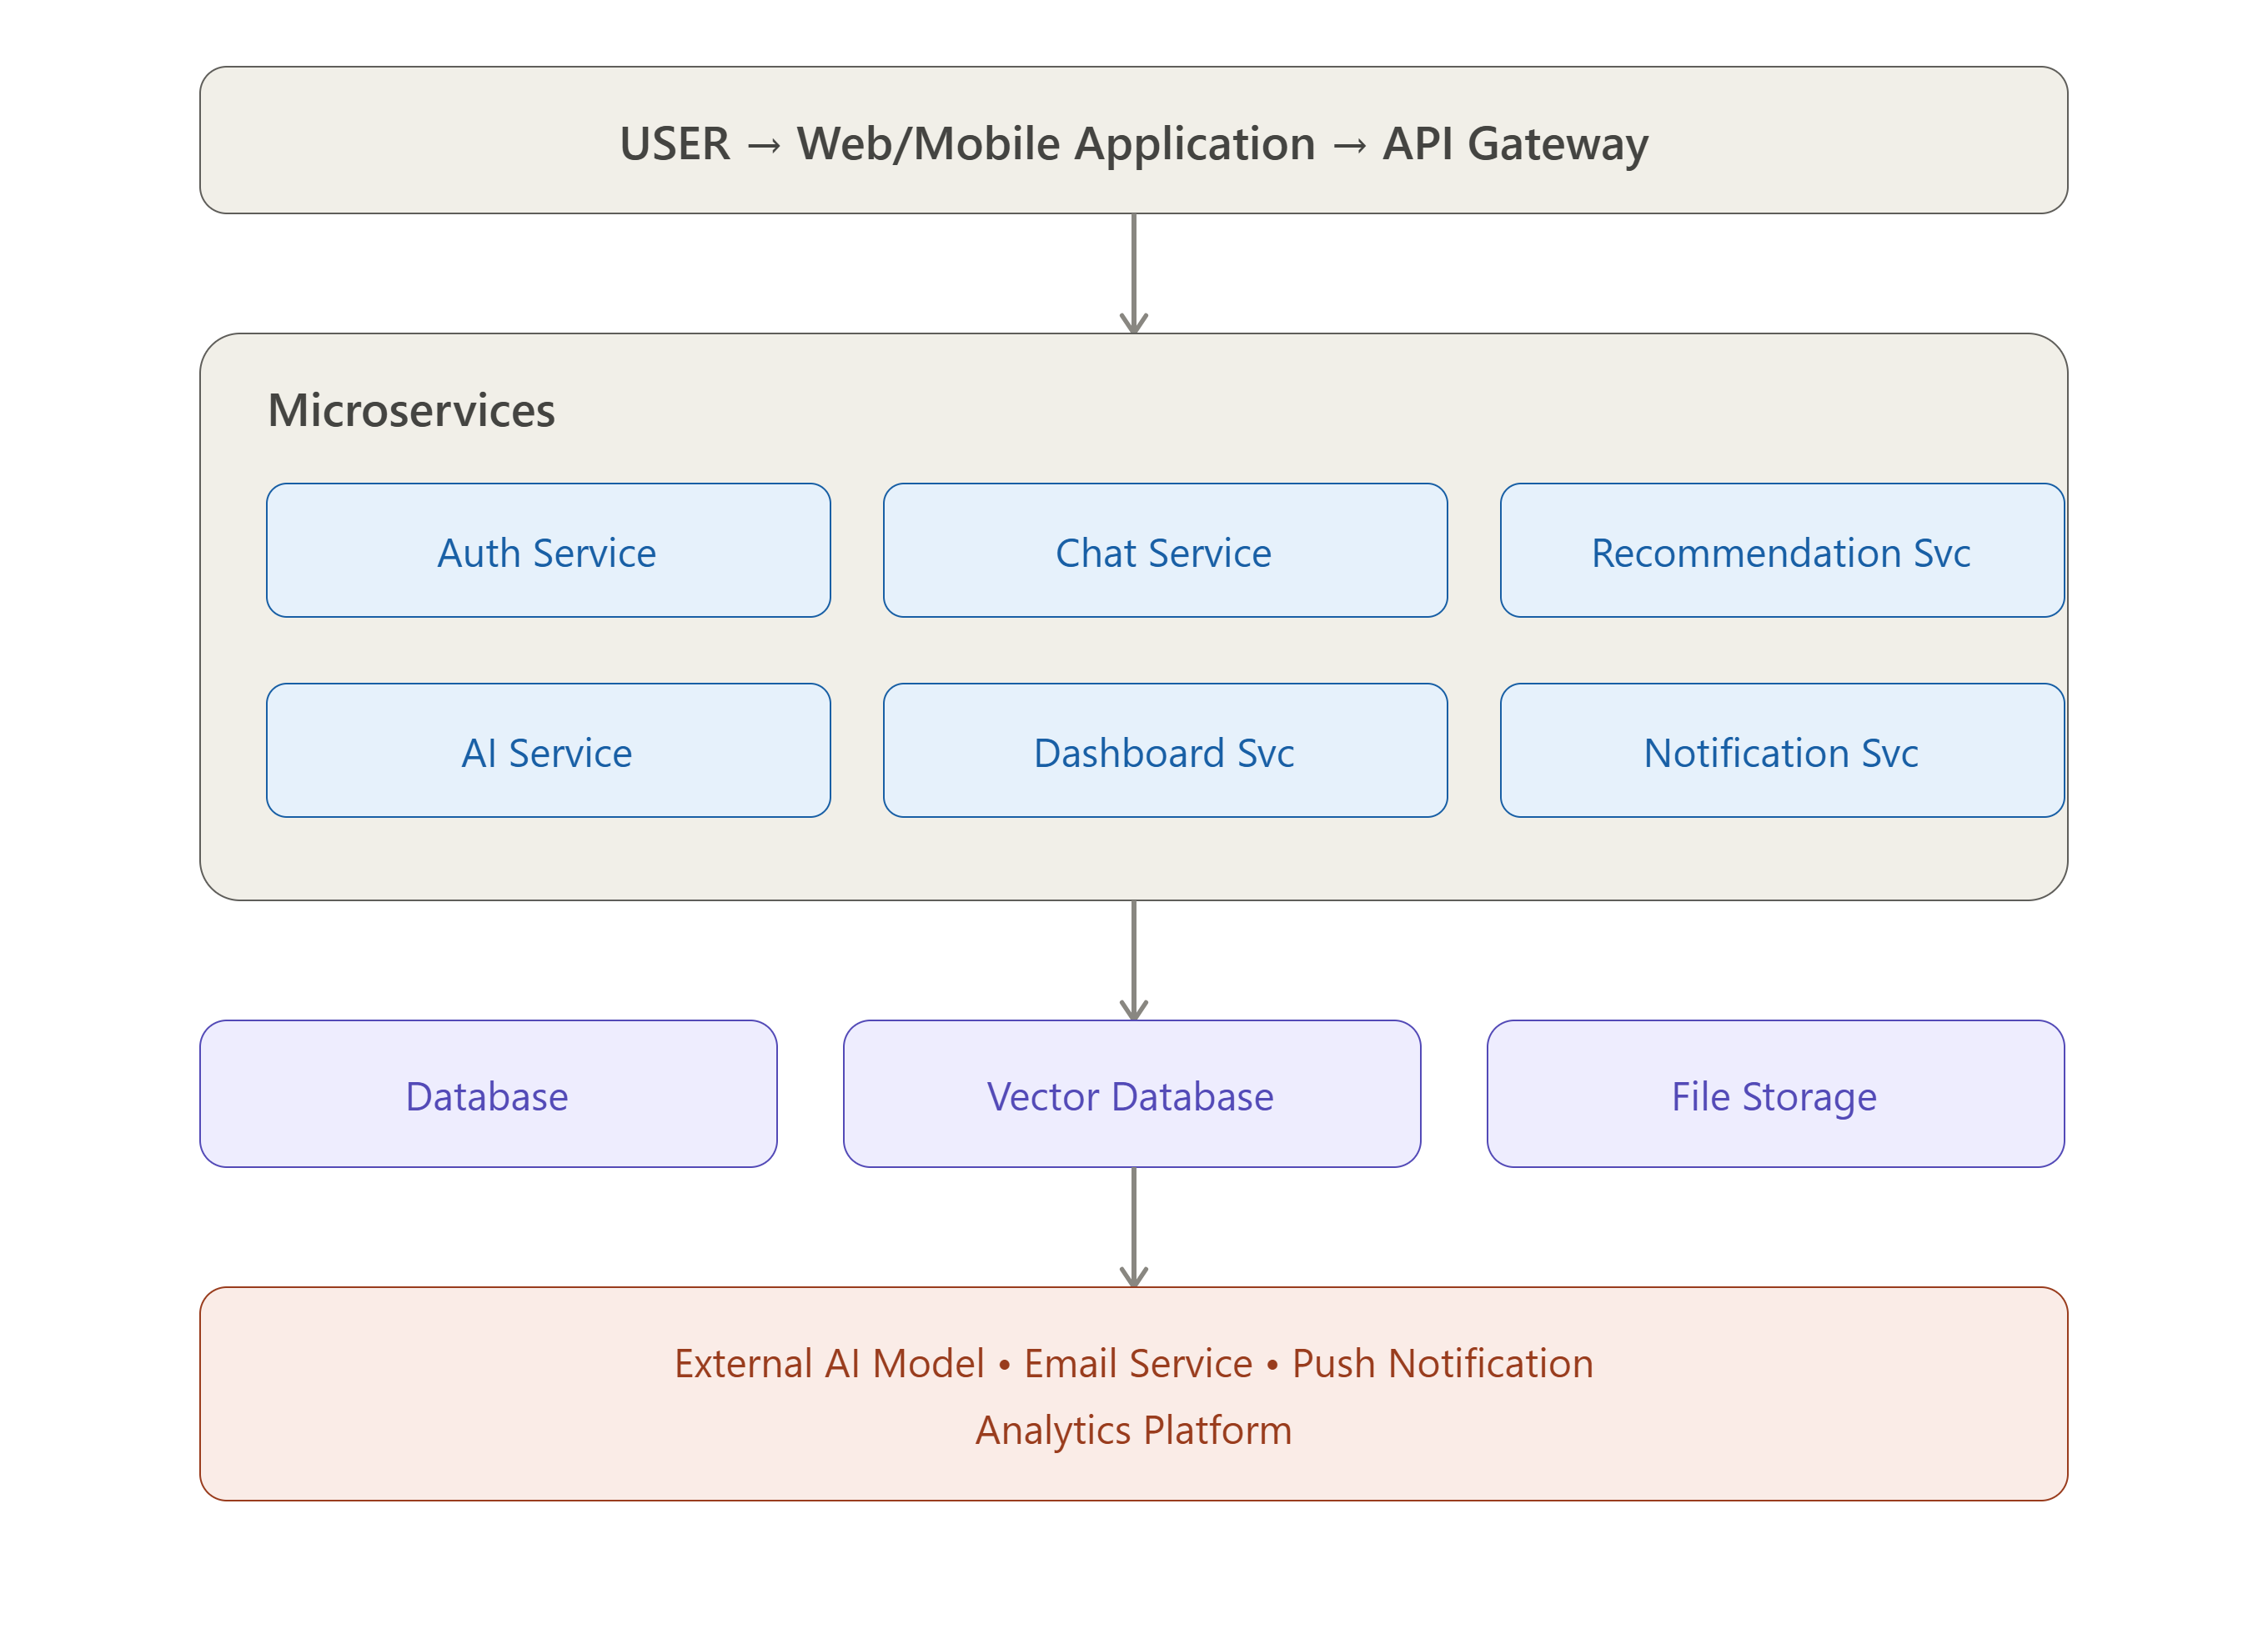 USER → Web/Mobile Application → API Gateway
Microservices
Auth Service
Chat Service
Recommendation Svc
AI Service
Dashboard Svc
Notification Svc
Database
Vector Database
File Storage
External AI Model • Email Service • Push Notification
Analytics Platform